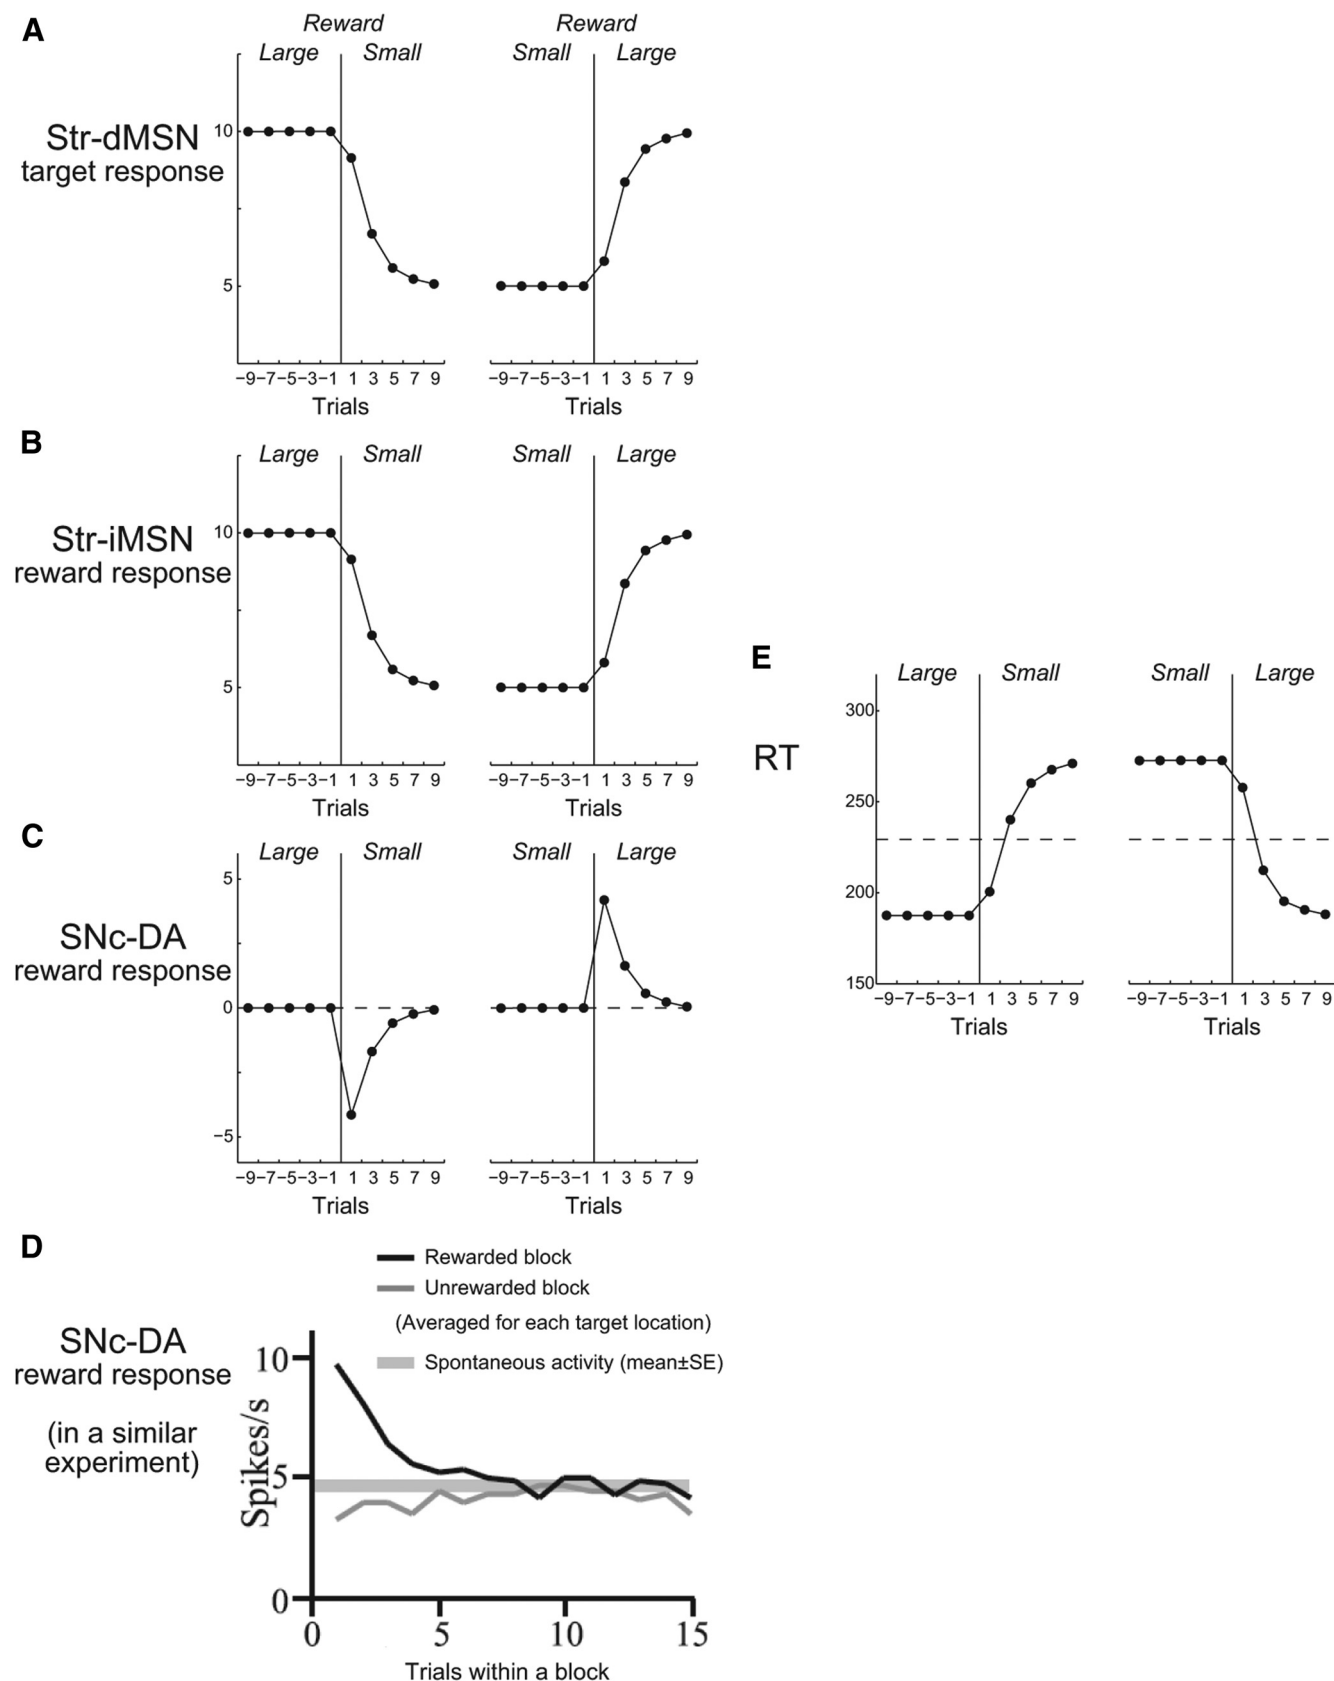 A
Reward Reward
Large Small Small Large
Str-dMSN
target response
10
5
−9−7−5−3−1 1 3 5 7 9 −9−7−5−3−1 1 3 5 7 9
Trials Trials
B
Large Small Small Large
Str-iMSN
reward response
10
5
−9−7−5−3−1 1 3 5 7 9 −9−7−5−3−1 1 3 5 7 9
Trials Trials
C
Large Small Small Large
SNc-DA
reward response
5
0
−5
−9−7−5−3−1 1 3 5 7 9 −9−7−5−3−1 1 3 5 7 9
Trials Trials
D
Rewarded block
Unrewarded block
(Averaged for each target location)
Spontaneous activity (mean±SE)
SNc-DA
reward response
(in a similar
experiment)
Spikes/s
10
5
0
0 5 10 15
Trials within a block
E
Large Small Small Large
RT
300
250
200
150
−9−7−5−3−1 1 3 5 7 9 −9−7−5−3−1 1 3 5 7 9
Trials Trials